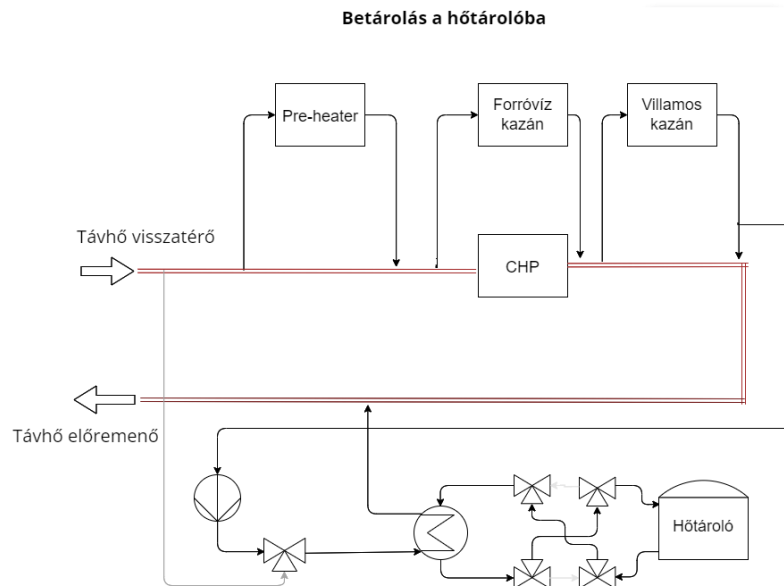 Betárolás a hőtárolóba
Pre-heater
Forróvíz
kazán
Villamos
kazán
Távhő visszatérő
CHP
Távhő előremenő
Hőtároló